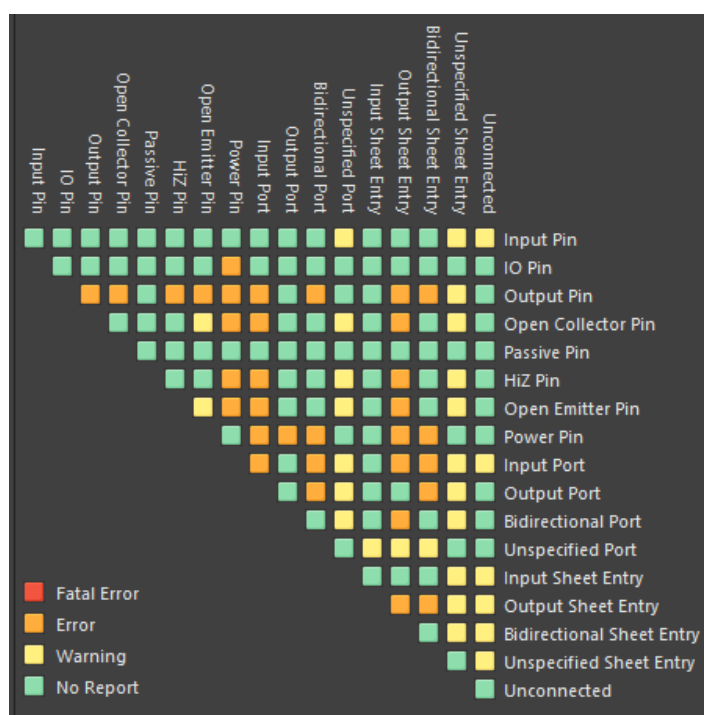 Input Pin
IO Pin
Output Pin
Open Collector Pin
Passive Pin
HiZ Pin
Open Emitter Pin
Power Pin
Input Port
Output Port
Bidirectional Port
Unspecified Port
Input Sheet Entry
Output Sheet Entry
Bidirectional Sheet Entry
Unspecified Sheet Entry
Unconnected
Input Pin
IO Pin
Output Pin
Open Collector Pin
Passive Pin
HiZ Pin
Open Emitter Pin
Power Pin
Input Port
Output Port
Bidirectional Port
Unspecified Port
Input Sheet Entry
Output Sheet Entry
Bidirectional Sheet Entry
Unspecified Sheet Entry
Unconnected
Fatal Error
Error
Warning
No Report